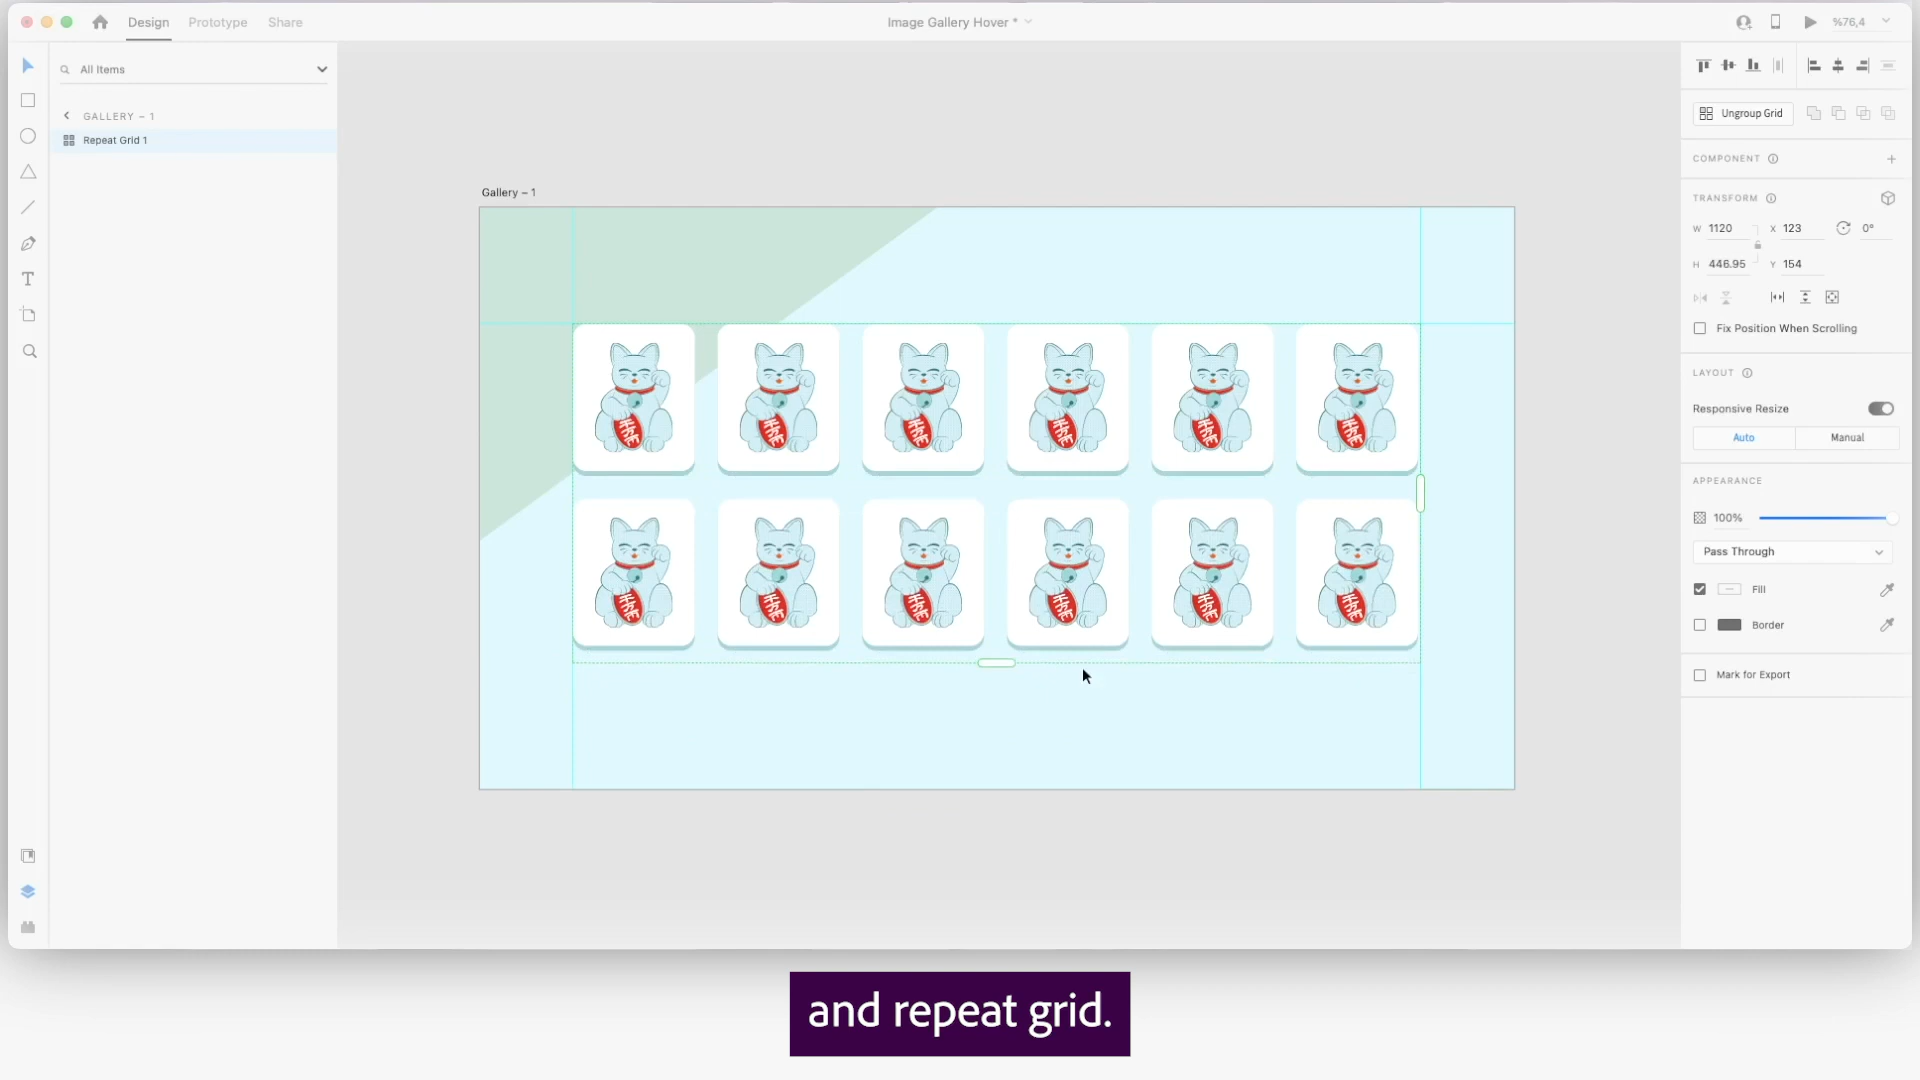 Design Prototype Share
Image Gallery Hover *
%76,4
All Items
GALLERY – 1
Repeat Grid 1
Gallery – 1
Ungroup Grid
COMPONENT
TRANSFORM
W 1120 X 123 0°
H 446.95 Y 154
Fix Position When Scrolling
LAYOUT
Responsive Resize
Auto Manual
APPEARANCE
100%
Pass Through
Fill
Border
Mark for Export
and repeat grid.